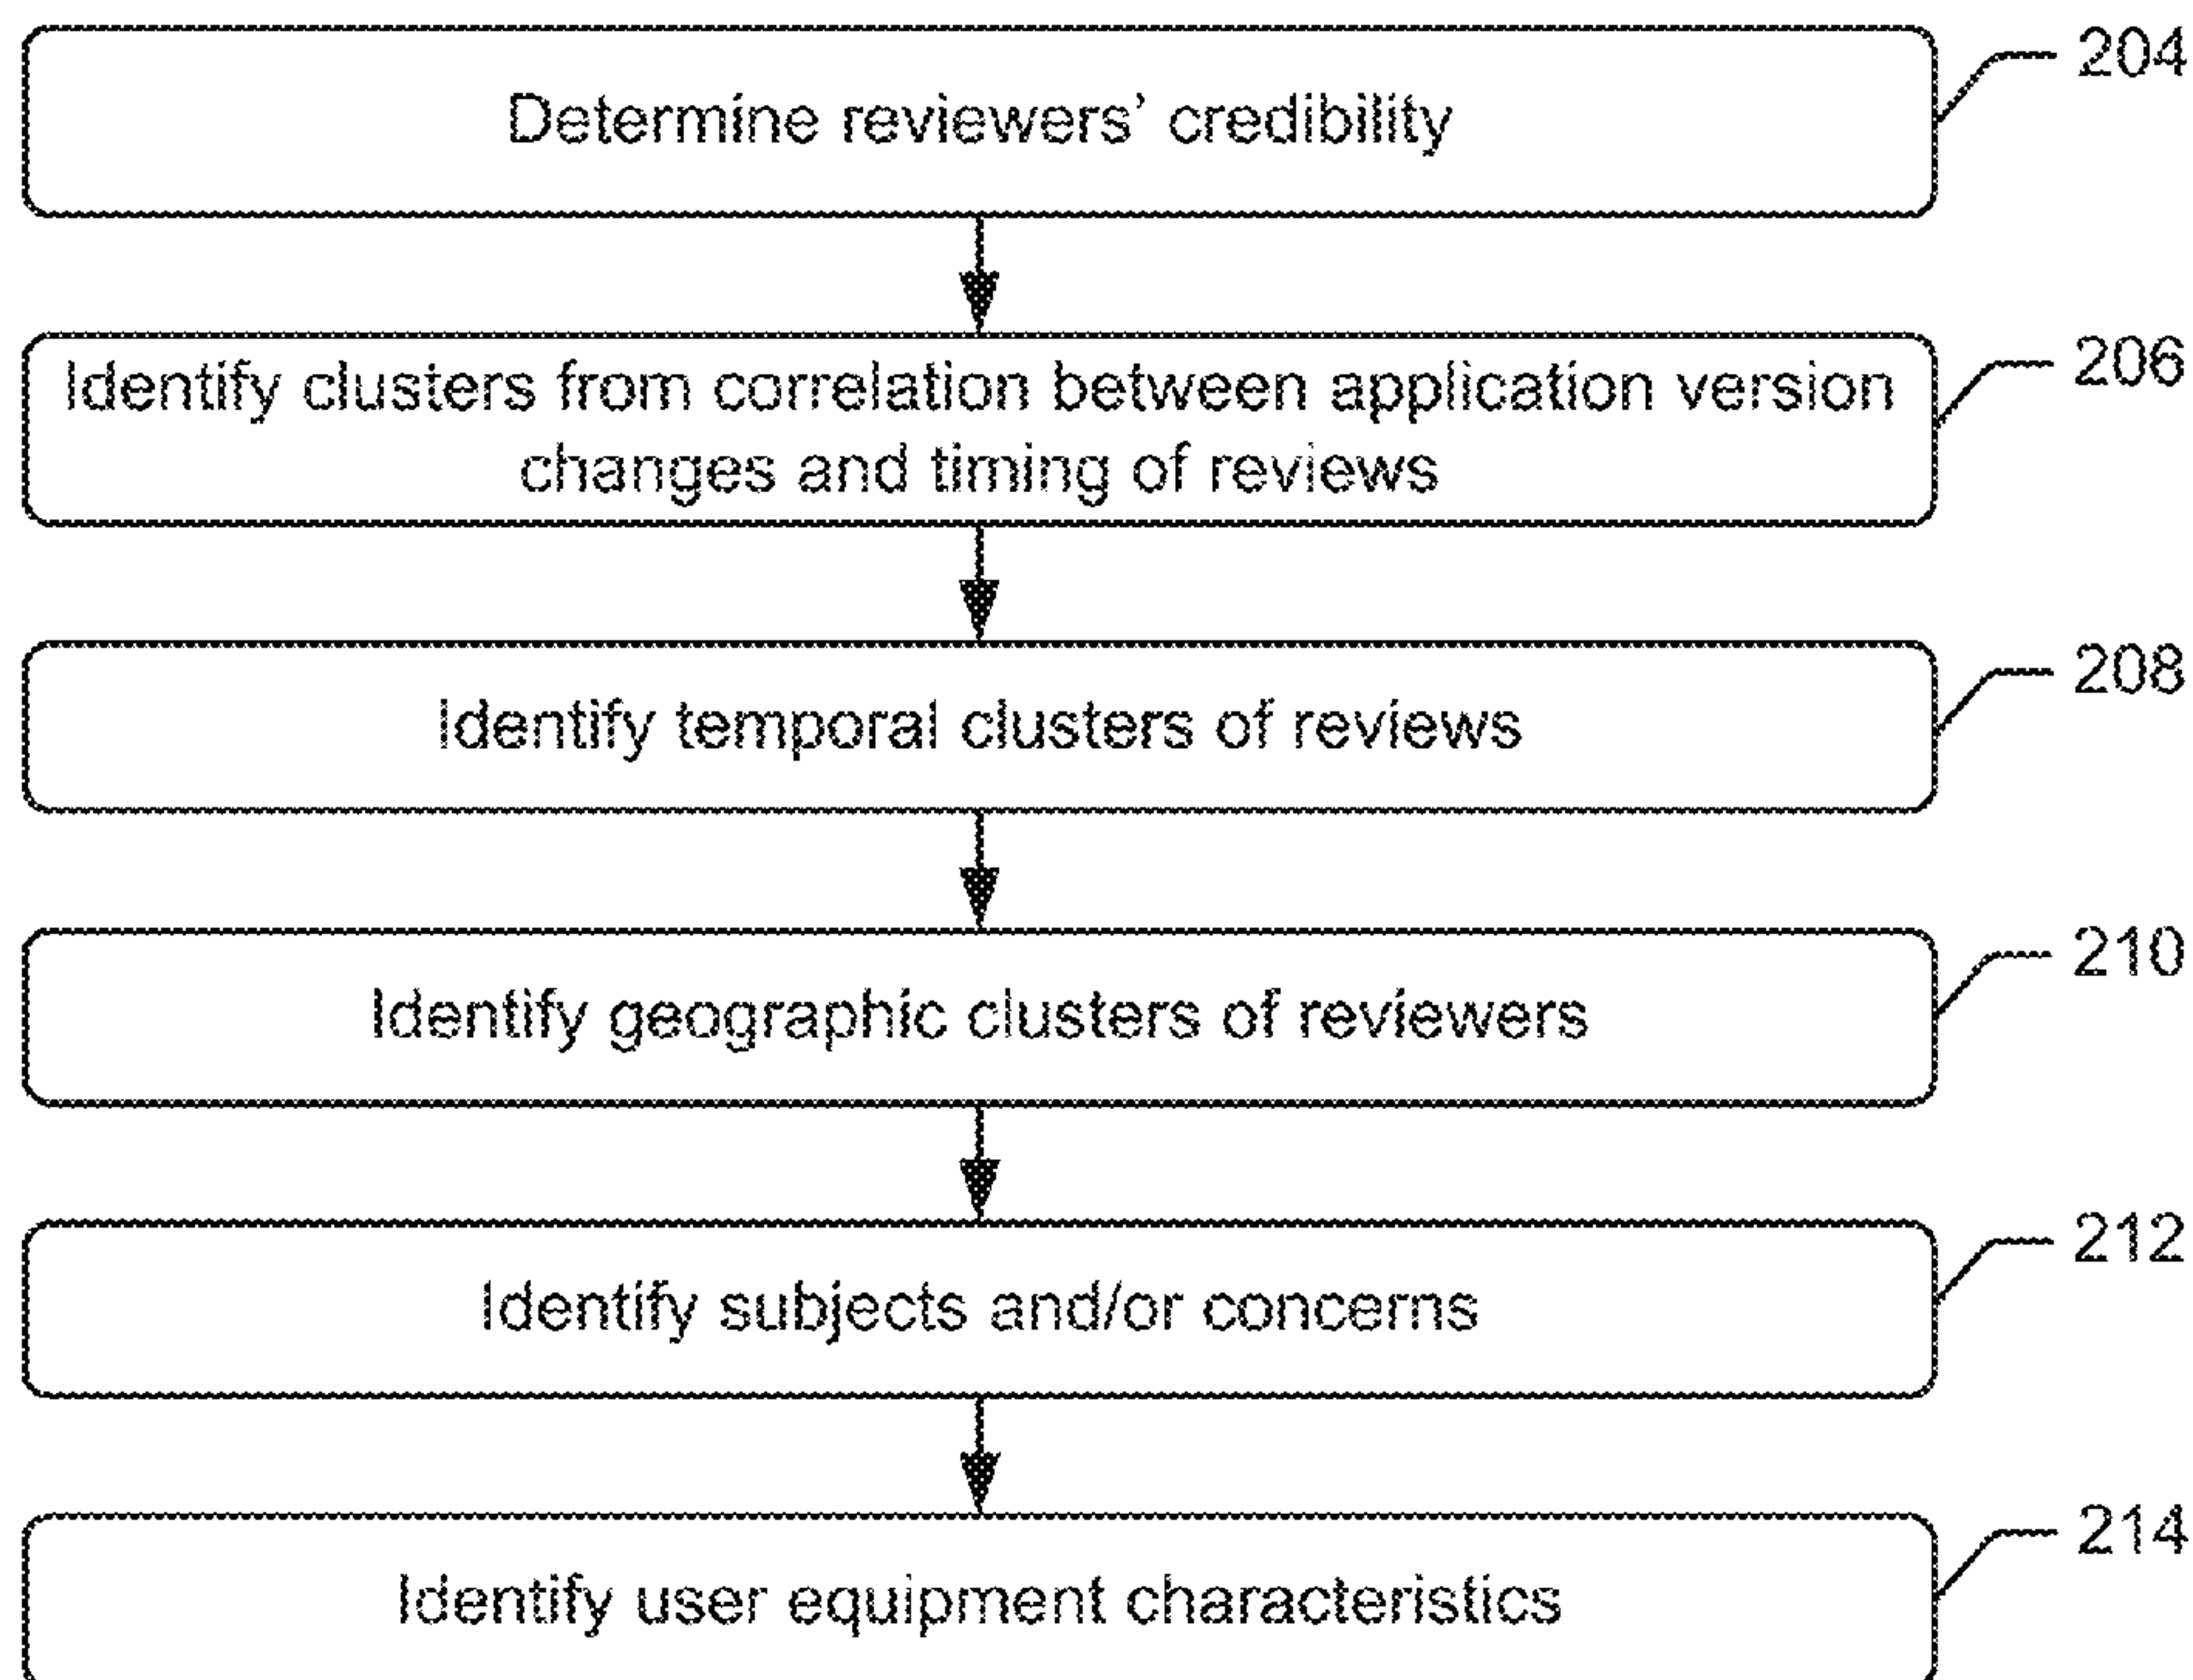 Determine reviewers’ credibility
204
Identify clusters from correlation between application version
changes and timing of reviews
206
Identify temporal clusters of reviews
208
Identify geographic clusters of reviewers
210
Identify subjects and/or concerns
212
Identify user equipment characteristics
214